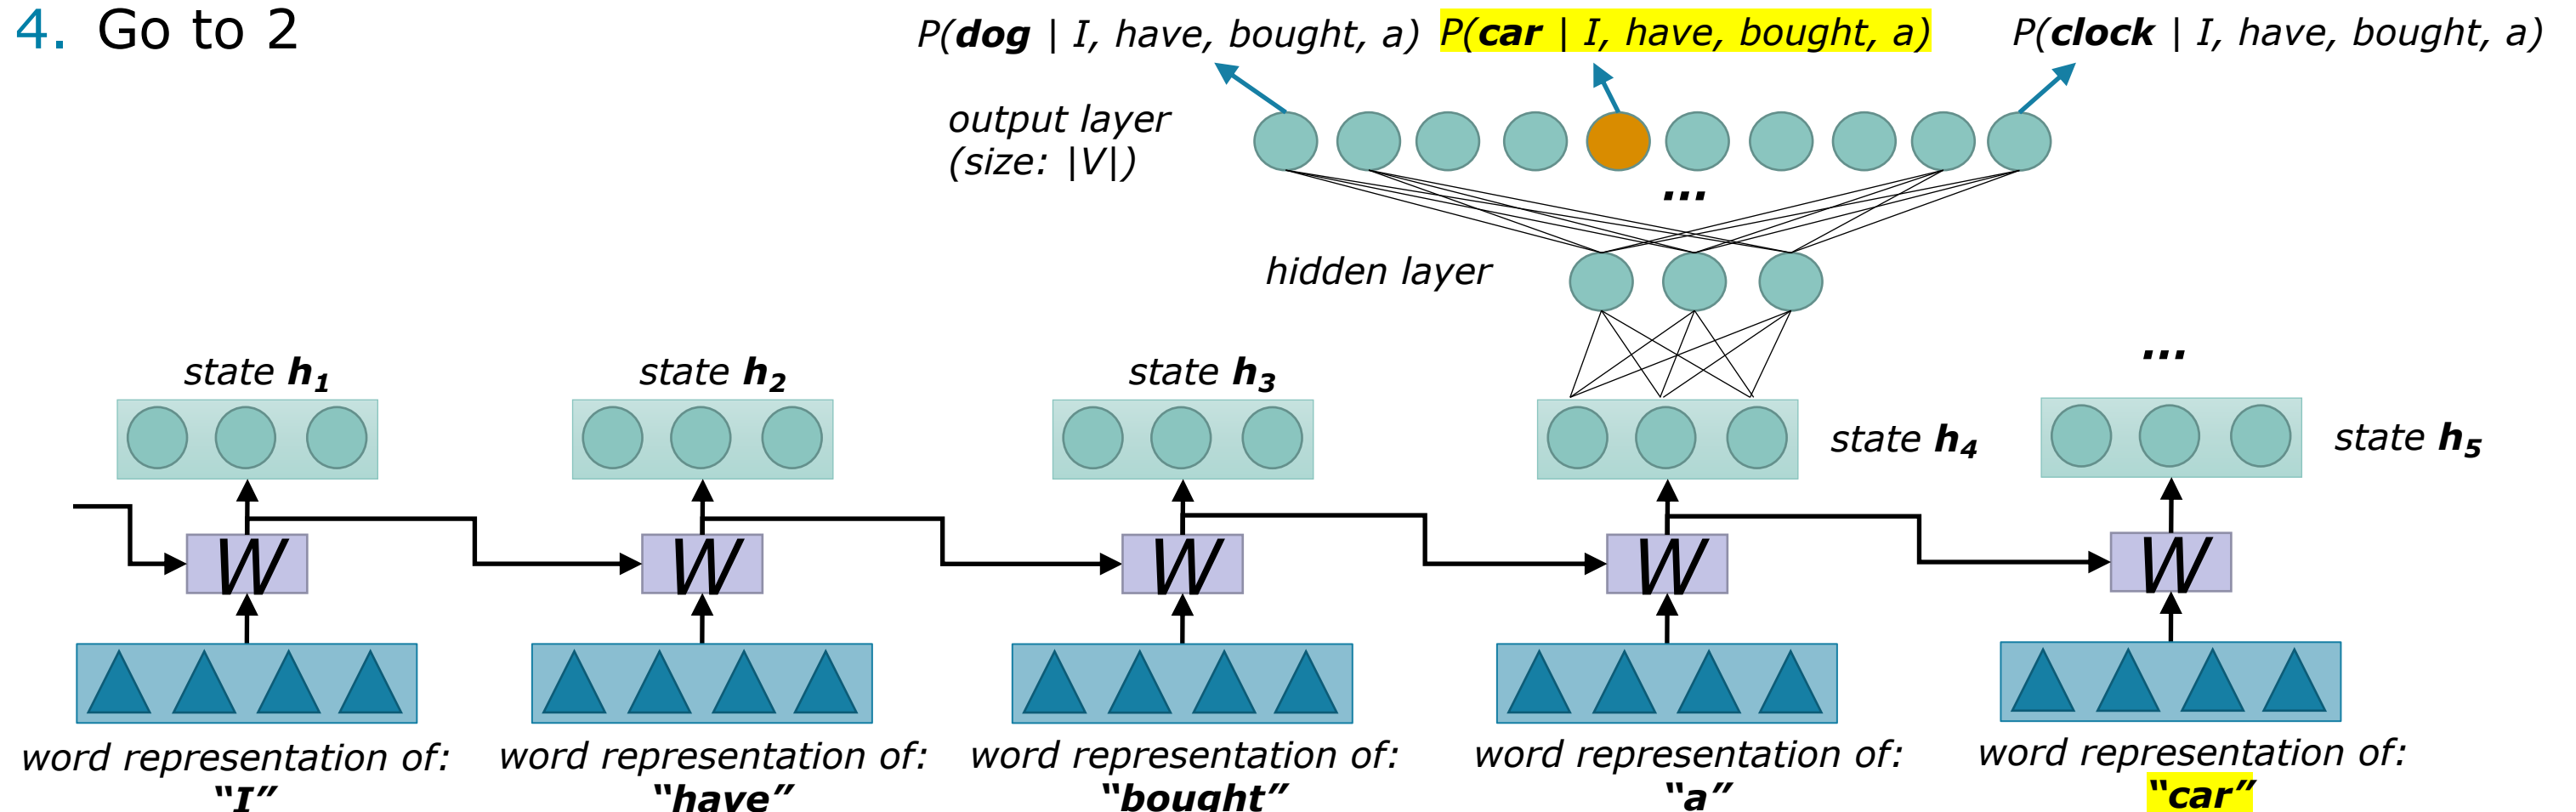 4. Go to 2
P(dog | I, have, bought, a) P(car | I, have, bought, a) P(clock | I, have, bought, a)
output layer
(size: |V|)
...
hidden layer
...
state h1 state h2 state h3
state h4 state h5
W W W W W
word representation of: word representation of: word representation of: word representation of: word representation of:
“I” “have” “bought” “a” “car”